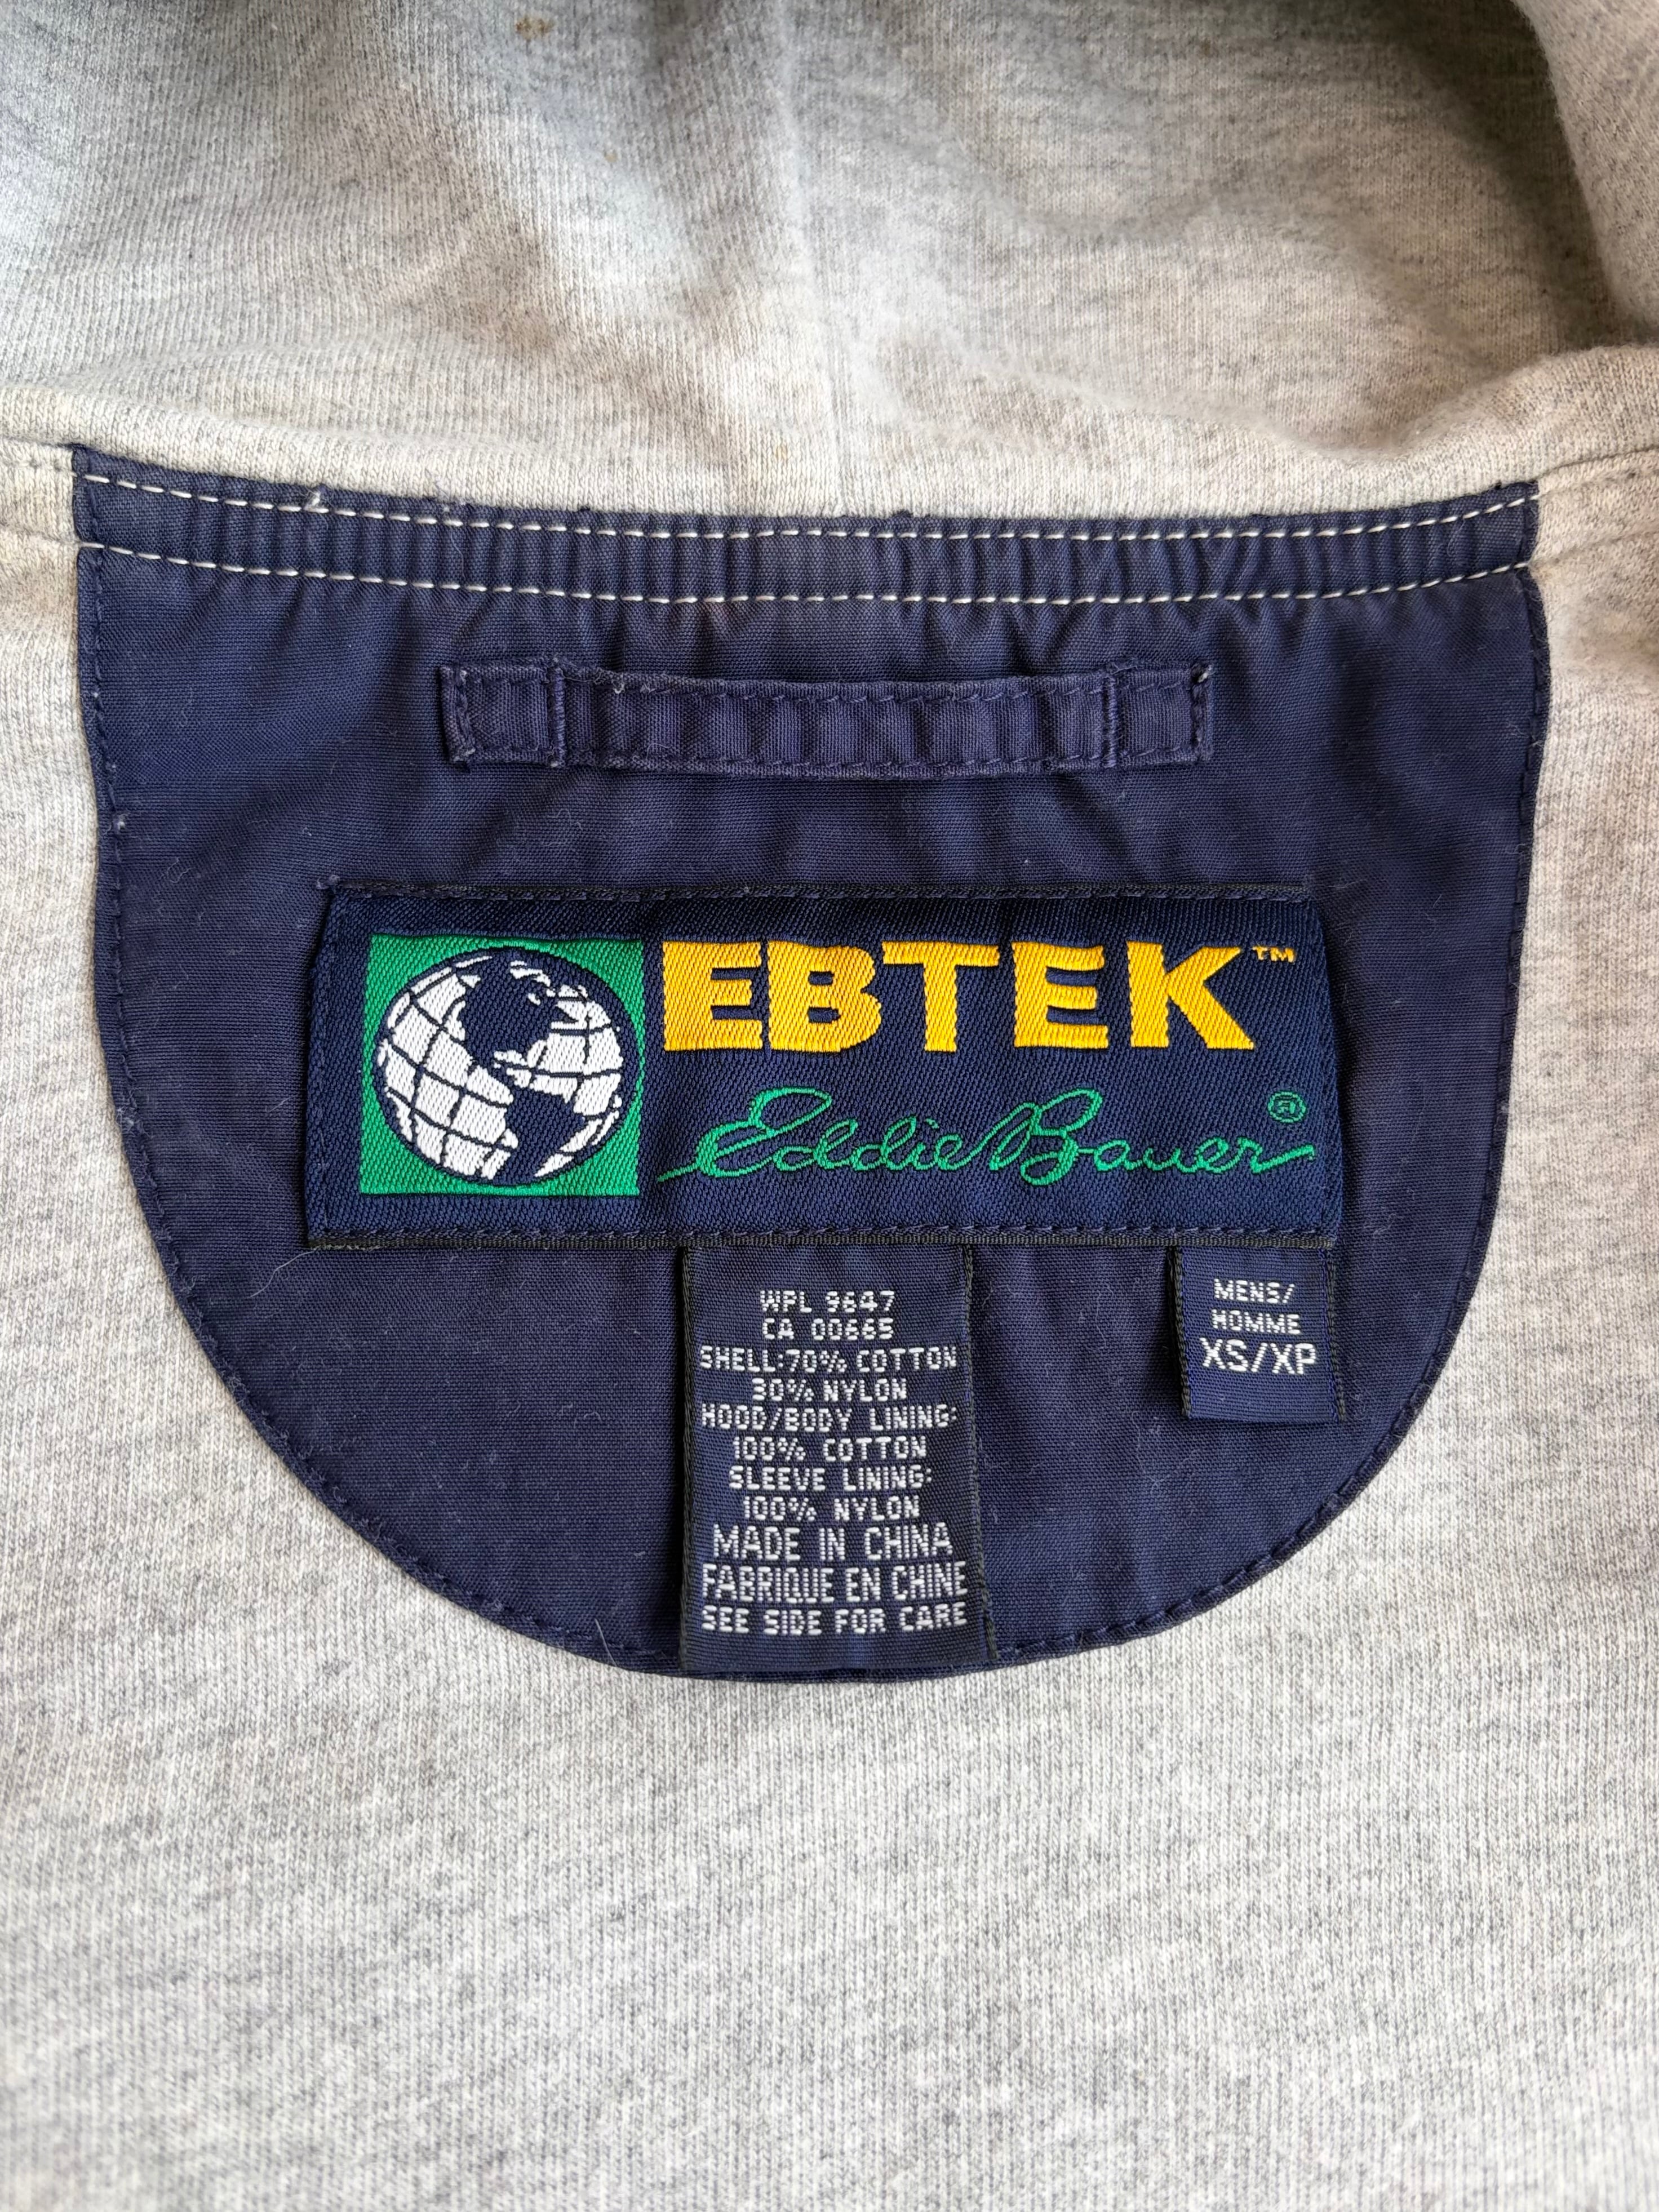 EBTEK™
Eddie Bauer®
WPL 9647
CA 00665
SHELL:70% COTTON
30% NYLON
HOOD/BODY LINING:
100% COTTON
SLEEVE LINING:
100% NYLON
MADE IN CHINA
FABRIQUE EN CHINE
SEE SIDE FOR CARE
MENS/
HOMME
XS/XP